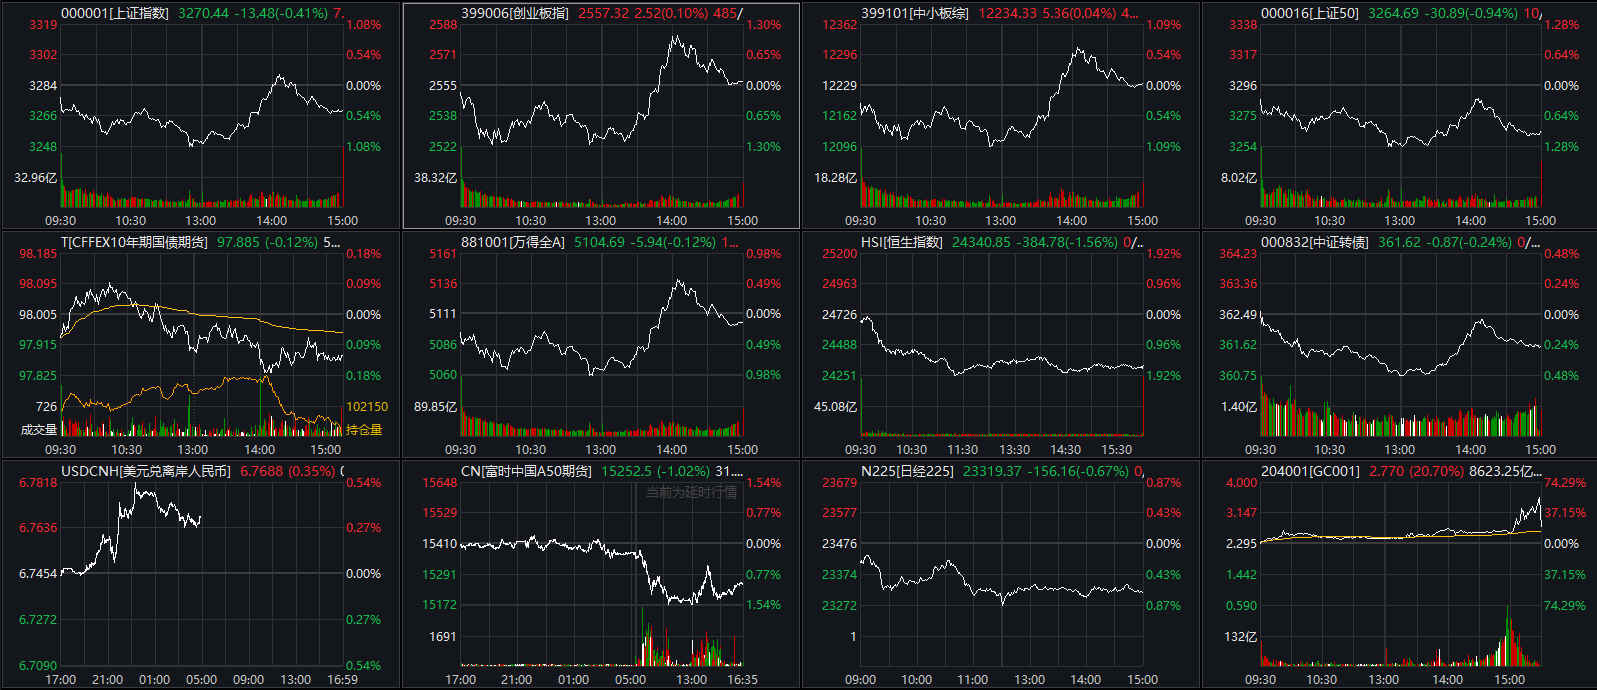 000001[上证指数] 3270.44 -13.48(-0.41%) 7.
3319 1.08%
3302 0.54%
3284 0.00%
3266 0.54%
3248 1.08%
32.96亿
09:30 10:30 13:00 14:00 15:00
399006[创业板指] 2557.32 2.52(0.10%) 485/
2588 1.30%
2571 0.65%
2555 0.00%
2538 0.65%
2522 1.30%
38.32亿
09:30 10:30 13:00 14:00 15:00
399101[中小板综] 12234.33 5.36(0.04%) 4...
12362 1.09%
12296 0.54%
12229 0.00%
12162 0.54%
12096 1.09%
18.28亿
09:30 10:30 13:00 14:00 15:00
000016[上证50] 3264.69 -30.89(-0.94%) 10/
3338 1.28%
3317 0.64%
3296 0.00%
3275 0.64%
3254 1.28%
8.02亿
09:30 10:30 13:00 14:00 15:00
T[CFFEX10年期国债期货] 97.885 (-0.12%) 5...
98.185 0.18%
98.095 0.09%
98.005 0.00%
97.915 0.09%
97.825 0.18%
726 102150
成交量 持仓量
09:30 10:30 13:00 14:00 15:00
881001[万得全A] 5104.69 -5.94(-0.12%) 1...
5161 0.98%
5136 0.49%
5111 0.00%
5086 0.49%
5060 0.98%
89.85亿
09:30 10:30 13:00 14:00 15:00
HSI[恒生指数] 24340.85 -384.78(-1.56%) 0/..
25200 1.92%
24963 0.96%
24726 0.00%
24488 0.96%
24251 1.92%
45.08亿
09:30 10:30 11:30 13:30 14:30 15:30
000832[中证转债] 361.62 -0.87(-0.24%) 0/...
364.23 0.48%
363.36 0.24%
362.49 0.00%
361.62 0.24%
360.75 0.48%
1.40亿
09:30 10:30 13:00 14:00 15:00
USDCNH[美元兑离岸人民币] 6.7688 (0.35%)
6.7818 0.54%
6.7636 0.27%
6.7454 0.00%
6.7272 0.27%
6.7090 0.54%
17:00 21:00 01:00 05:00 09:00 13:00 16:59
CN[富时中国A50期货] 15252.5 (-1.02%) 31....
当前为延时行情
15648 1.54%
15529 0.77%
15410 0.00%
15291 0.77%
15172 1.54%
1691
17:00 21:00 01:00 05:00 13:00 16:35
N225[日经225] 23319.37 -156.16(-0.67%) 0,
23679 0.87%
23577 0.43%
23476 0.00%
23374 0.43%
23272 0.87%
1
09:00 10:00 11:00 13:00 14:00 15:00
204001[GC001] 2.770 (20.70%) 8623.25亿...
4.000 74.29%
3.147 37.15%
2.295 0.00%
1.442 37.15%
0.590 74.29%
132亿
09:30 10:30 13:00 14:00 15:00